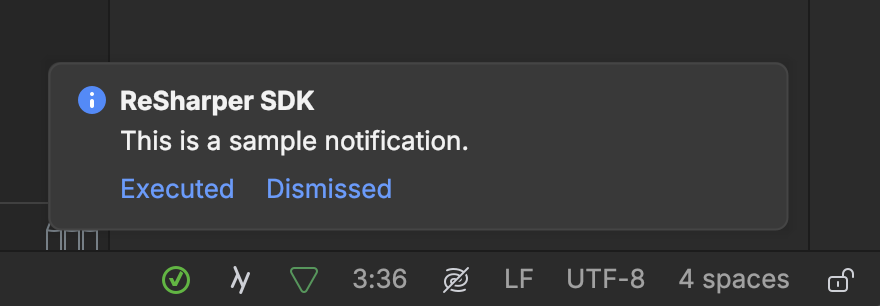 ReSharper SDK
This is a sample notification.
Executed Dismissed
3:36 LF UTF-8 4 spaces